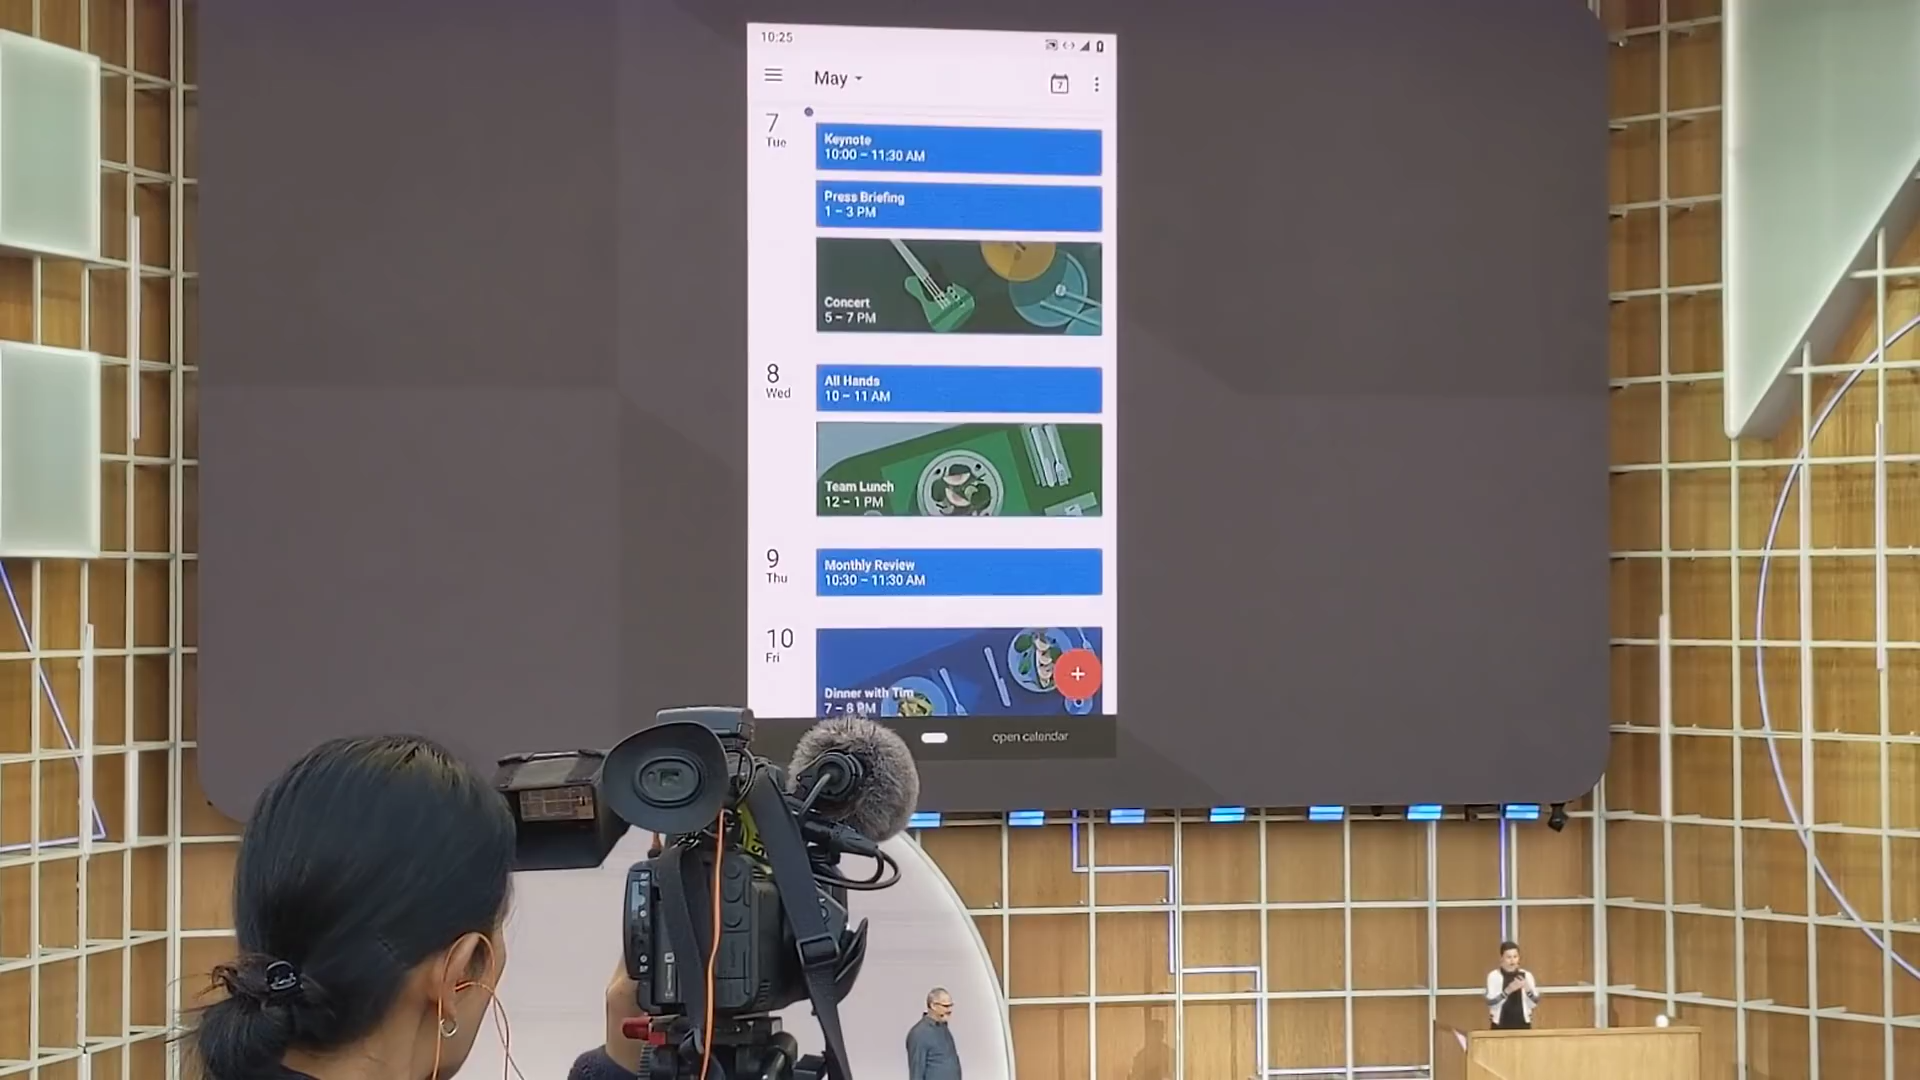 10:25
May
7
7
Tue
Keynote
10:00 – 11:30 AM
Press Briefing
1 – 3 PM
Concert
5 – 7 PM
8
Wed
All Hands
10 – 11 AM
Team Lunch
12 – 1 PM
9
Thu
Monthly Review
10:30 – 11:30 AM
10
Fri
Dinner with Tim
7 – 8 PM
+
open calendar